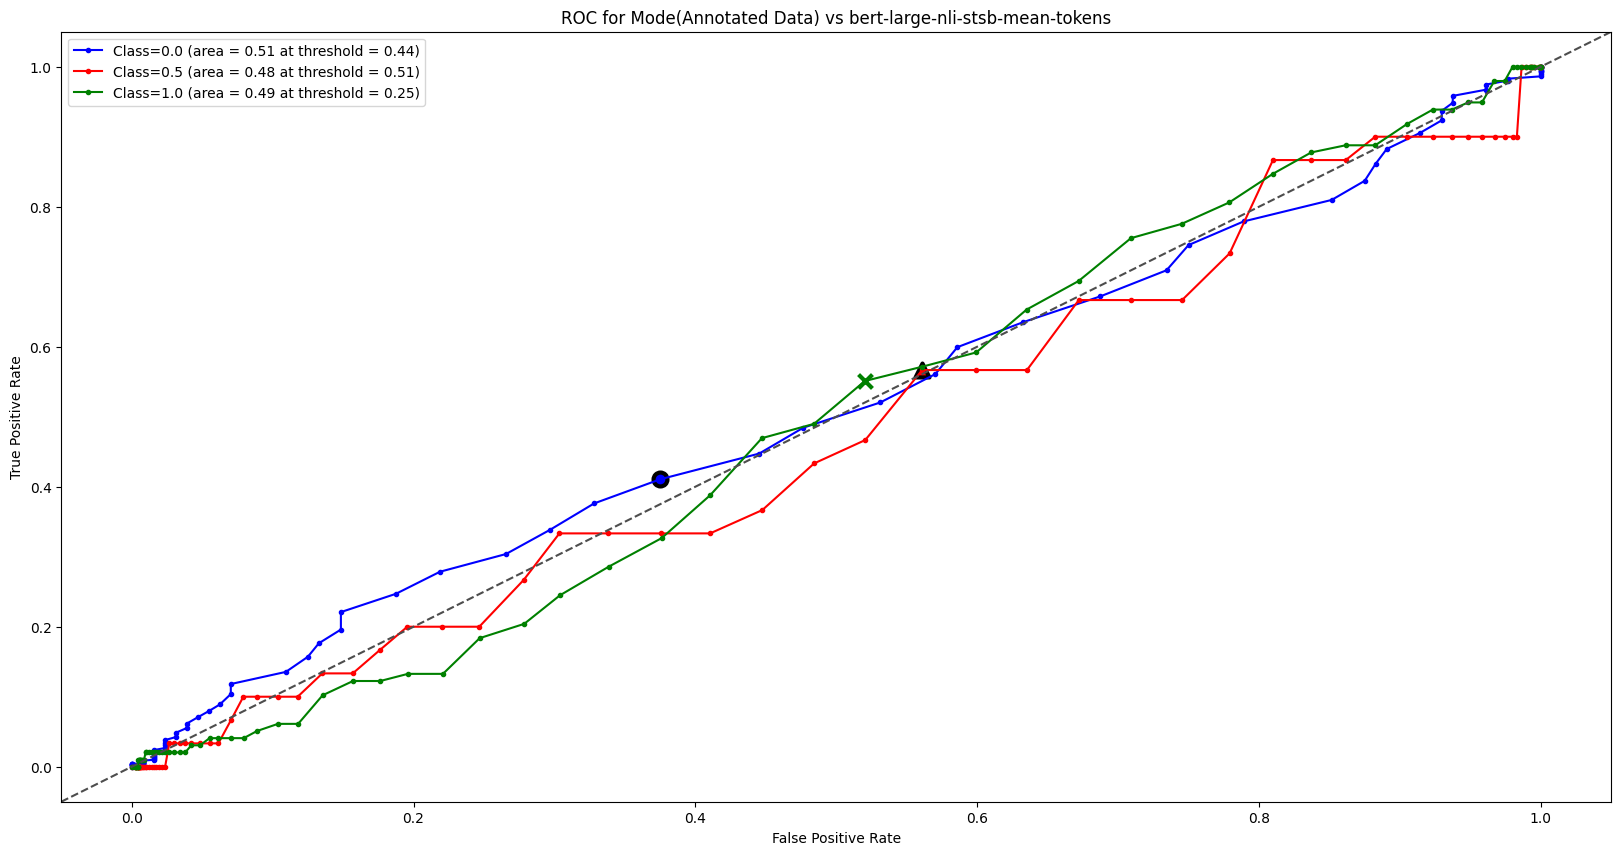 ROC for Mode(Annotated Data) vs bert-large-nli-stsb-mean-tokens
Class=0.0 (area = 0.51 at threshold = 0.44)
Class=0.5 (area = 0.48 at threshold = 0.51)
Class=1.0 (area = 0.49 at threshold = 0.25)
True Positive Rate
1.0
0.8
0.6
0.4
0.2
0.0
0.0 0.2 0.4 0.6 0.8 1.0
False Positive Rate